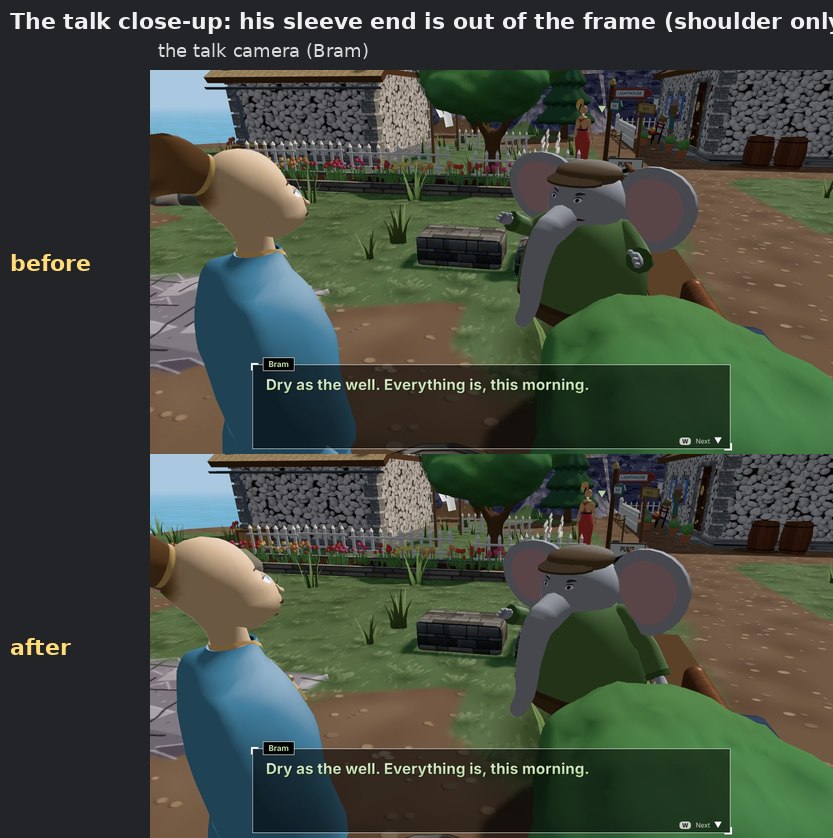 The talk close-up: his sleeve end is out of the frame (shoulder only
the talk camera (Bram)
before
LIGHTHOUSE
Bram
Dry as the well. Everything is, this morning.
W Next
after
LIGHTHOUSE
Bram
Dry as the well. Everything is, this morning.
W Next